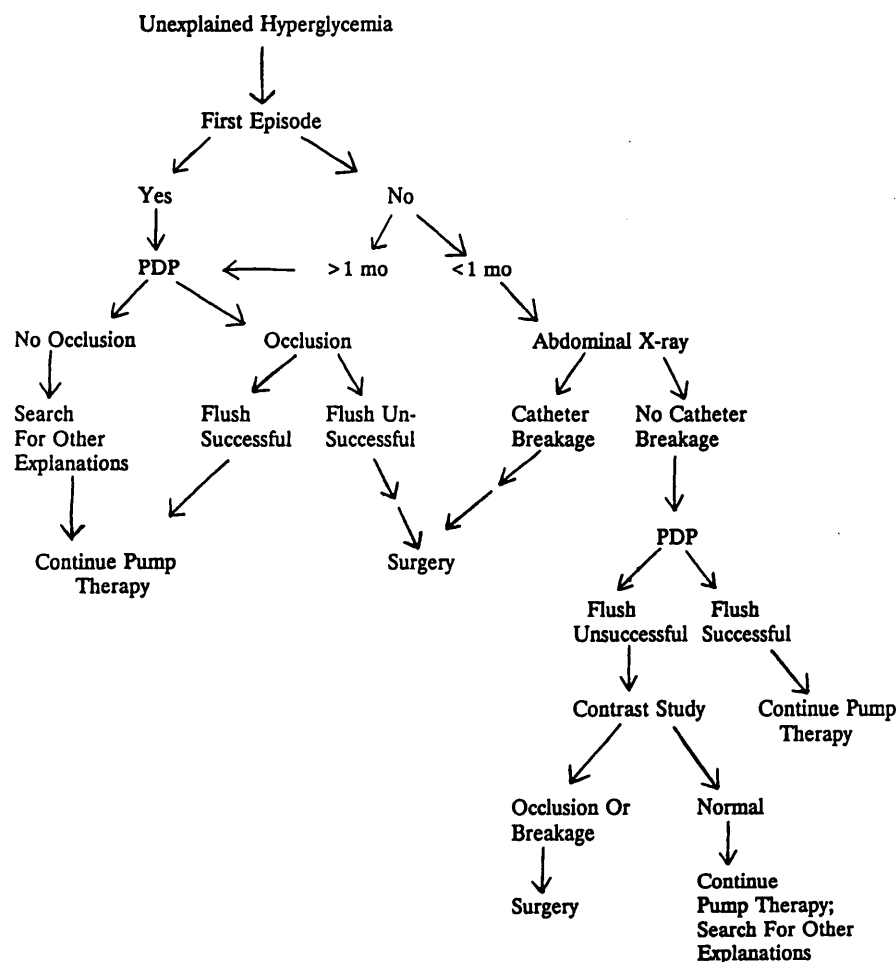 Unexplained Hyperglycemia
First Episode
Yes
No
PDP
>1 mo
<1 mo
No Occlusion
Occlusion
Abdominal X-ray
Search
For Other
Explanations
Flush
Successful
Flush Un-
Successful
Catheter
Breakage
No Catheter
Breakage
Continue Pump
Therapy
Surgery
PDP
Flush
Unsuccessful
Flush
Successful
Contrast Study
Continue Pump
Therapy
Occlusion Or
Breakage
Normal
Surgery
Continue
Pump Therapy;
Search For Other
Explanations